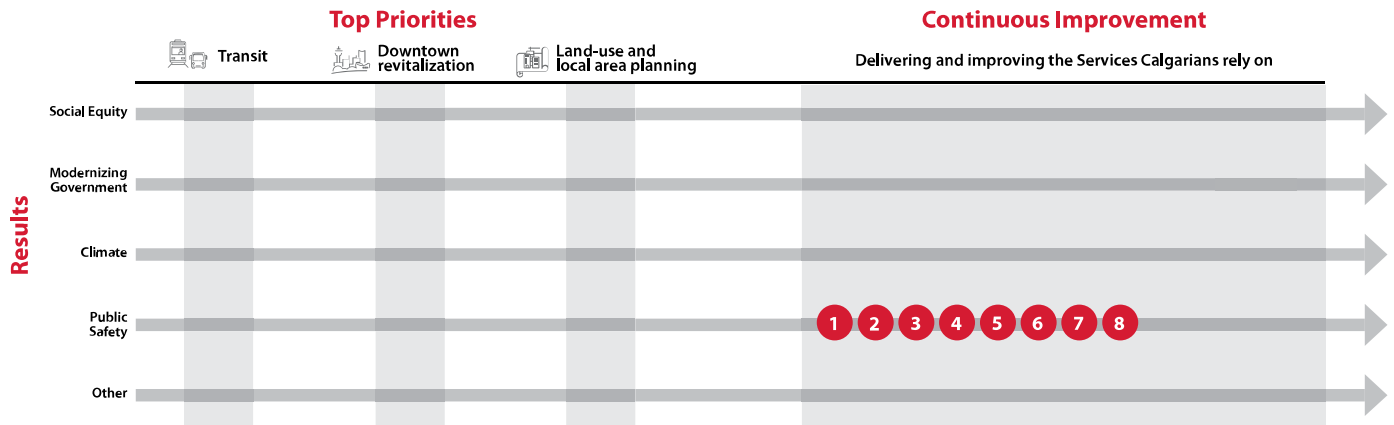 Top Priorities
Continuous Improvement
Transit
Downtown
revitalization
Land-use and
local area planning
Delivering and improving the Services Calgarians rely on
Results
Social Equity
Modernizing
Government
Climate
Public
Safety
1 2 3 4 5 6 7 8
Other